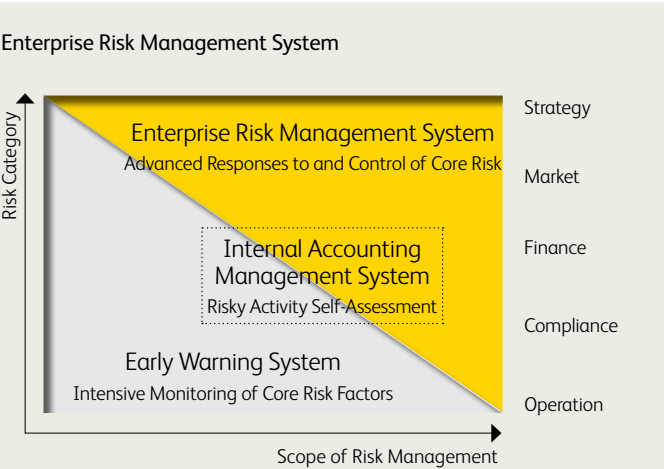 Enterprise Risk Management System
Risk Category
Enterprise Risk Management System
Advanced Responses to and Control of Core Risk
Internal Accounting
Management System
Risky Activity Self-Assessment
Early Warning System
Intensive Monitoring of Core Risk Factors
Strategy
Market
Finance
Compliance
Operation
Scope of Risk Management